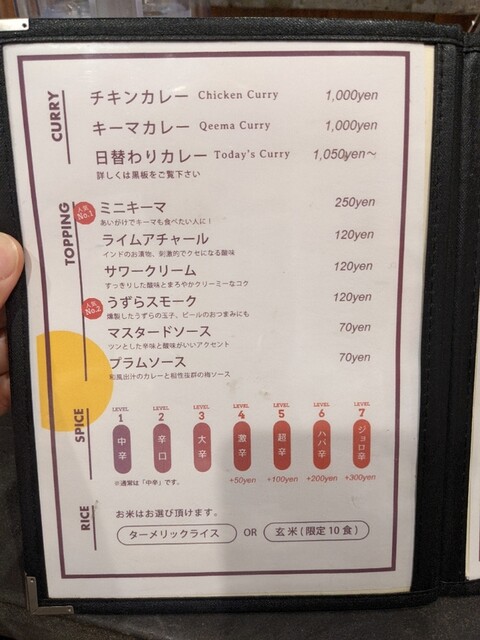 CURRY
チキンカレー Chicken Curry 1,000yen
キーマカレー Qeema Curry 1,000yen
日替わりカレー Today's Curry 1,050yen〜
詳しくは黒板をご覧下さい
TOPPING
人気 No.1
ミニキーマ 250yen
あいがけでキーマも食べたい人に！
ライムアチャール 120yen
インドのお漬物、刺激的でクセになる酸味
サワークリーム 120yen
すっきりした酸味とまろやかクリーミーなコク
人気 No.2
うずらスモーク 120yen
燻製したうずらの玉子、ビールのおつまみにも
マスタードソース 70yen
ツンとした辛味と酸味がいいアクセント
プラムソース 70yen
和風出汁のカレーと相性抜群の梅ソース
SPICE
LEVEL 1 LEVEL 2 LEVEL 3 LEVEL 4 LEVEL 5 LEVEL 6 LEVEL 7
中辛 辛口 大辛 激辛 超辛 ハバ辛 ジョロ辛
※通常は「中辛」です。 +50yen +100yen +200yen +300yen
RICE
お米はお選び頂けます。
ターメリックライス OR 玄米(限定10食)